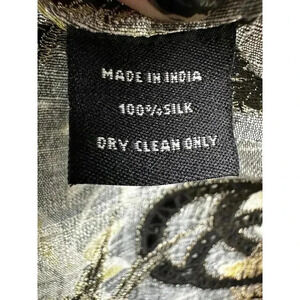 MADE IN INDIA
100% SILK
DRY CLEAN ONLY